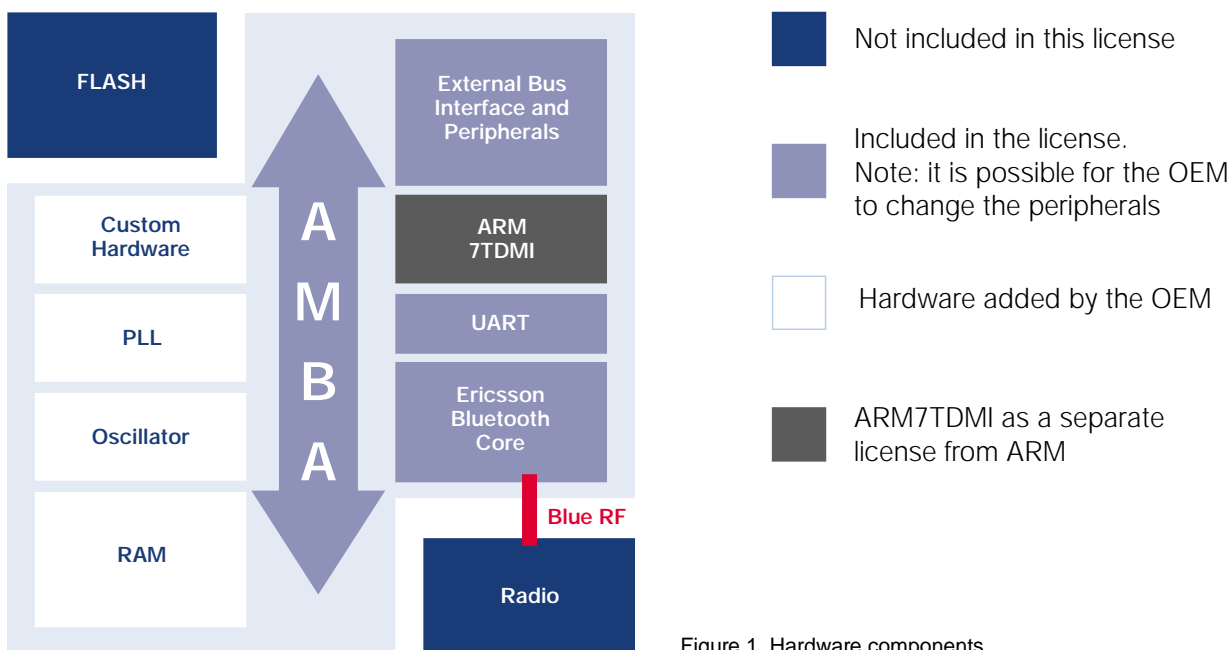 FLASH
External Bus
Interface and
Peripherals
Custom
Hardware
A
M
B
A
ARM
7TDMI
PLL
UART
Oscillator
Ericsson
Bluetooth
Core
Blue RF
RAM
Radio
Not included in this license
Included in the license.
Note: it is possible for the OEM
to change the peripherals
Hardware added by the OEM
ARM7TDMI as a separate
license from ARM
Figure 1. Hardware components